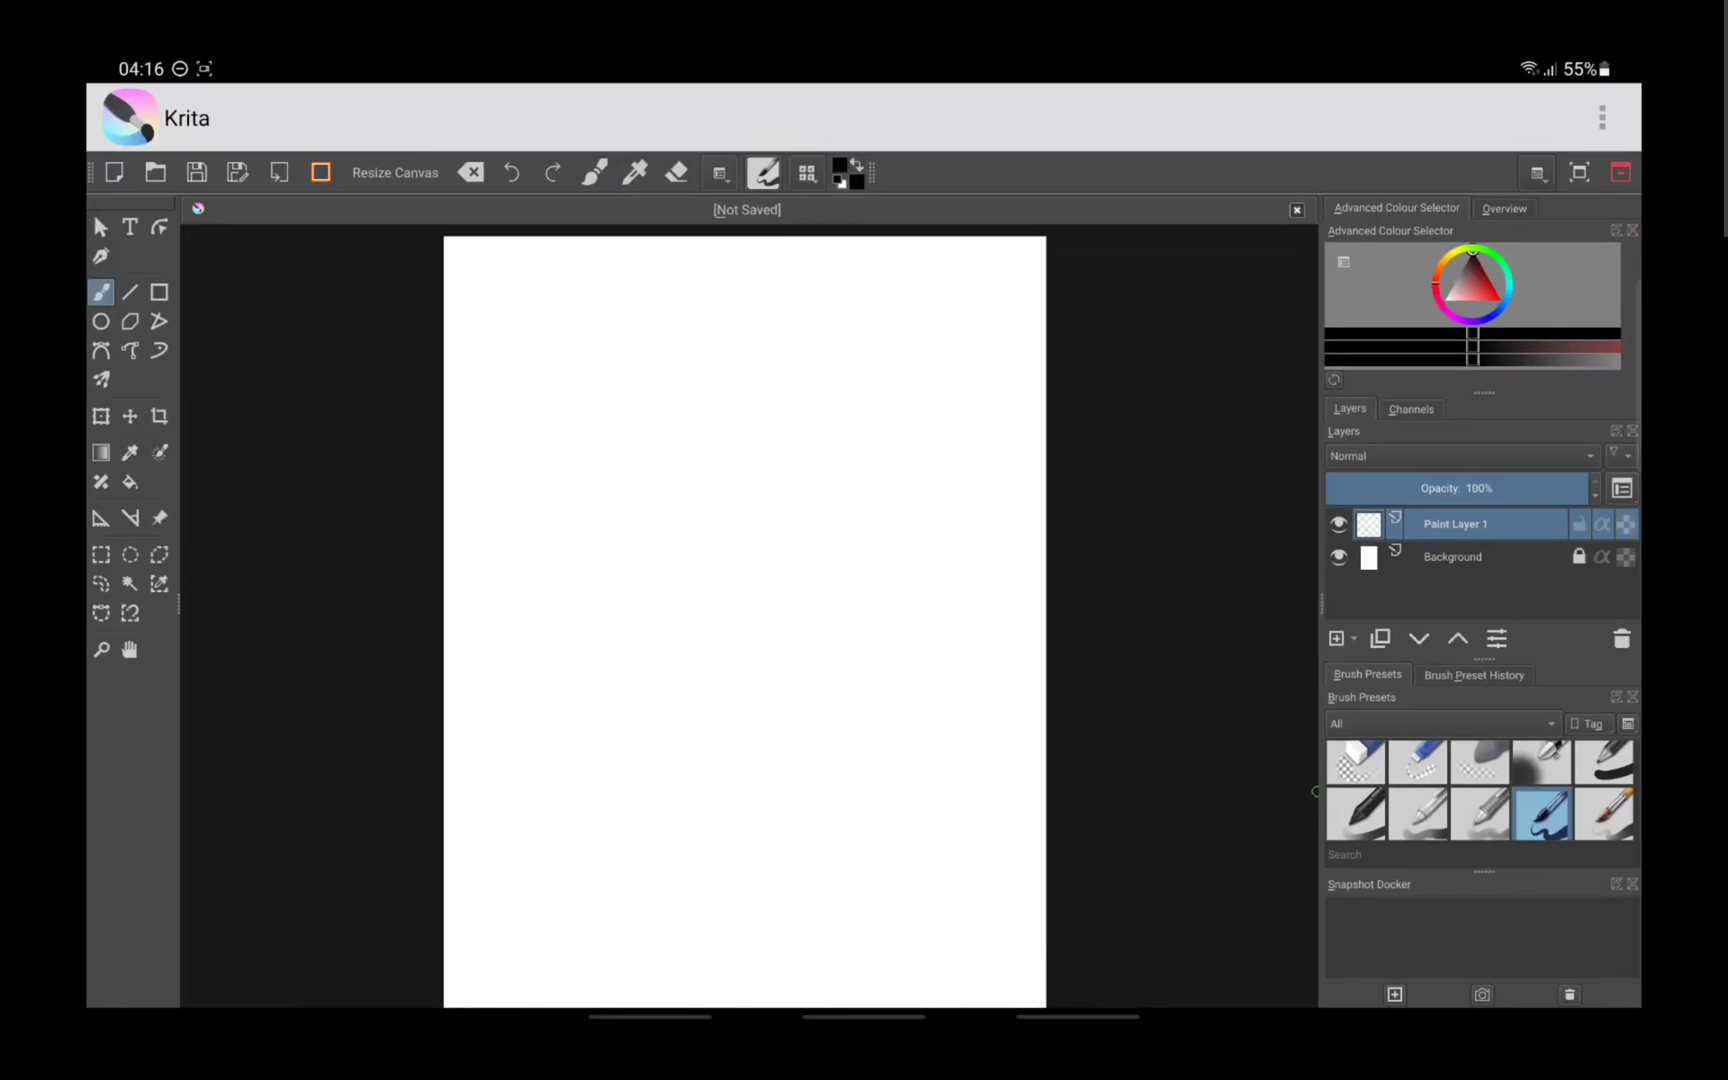 04:16
55%
Krita
Resize Canvas
[Not Saved]
Advanced Colour Selector
Overview
Advanced Colour Selector
Layers
Channels
Layers
Normal
Opacity: 100%
Paint Layer 1
Background
Brush Presets
Brush Preset History
Brush Presets
All
Tag
Search
Snapshot Docker